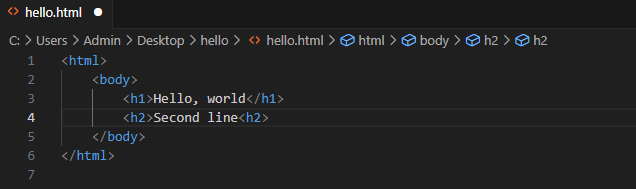 hello.html
C: > Users > Admin > Desktop > hello > hello.html > html > body > h2 > h2
1 <html>
2 <body>
3 <h1>Hello, world</h1>
4 <h2>Second line<h2>
5 </body>
6 </html>
7